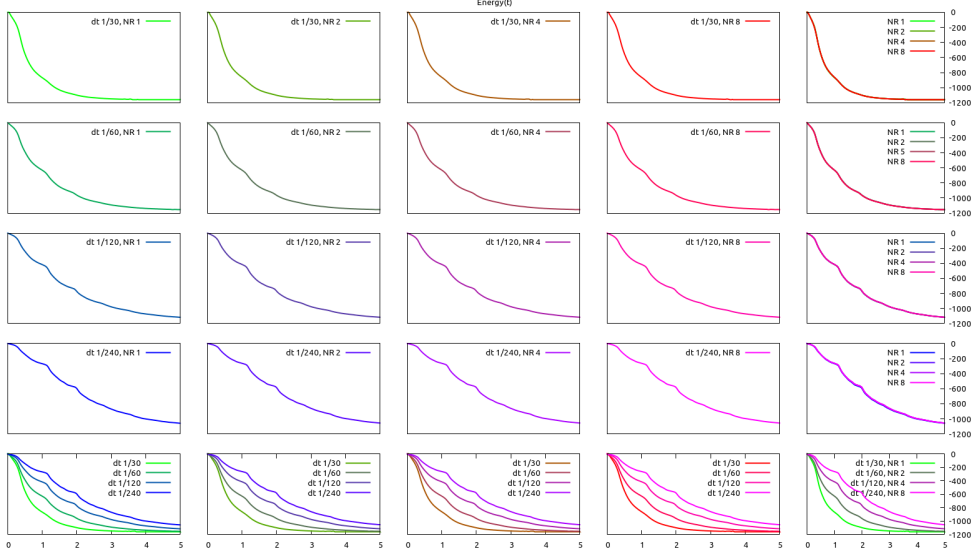 Energy(t)
dt 1/30, NR 1
dt 1/30, NR 2
dt 1/30, NR 4
dt 1/30, NR 8
NR 1
NR 2
NR 4
NR 8
0
-200
-400
-600
-800
-1000
-1200
dt 1/60, NR 1
dt 1/60, NR 2
dt 1/60, NR 4
dt 1/60, NR 8
NR 1
NR 2
NR 5
NR 8
0
-200
-400
-600
-800
-1000
-1200
dt 1/120, NR 1
dt 1/120, NR 2
dt 1/120, NR 4
dt 1/120, NR 8
NR 1
NR 2
NR 4
NR 8
0
-200
-400
-600
-800
-1000
-1200
dt 1/240, NR 1
dt 1/240, NR 2
dt 1/240, NR 4
dt 1/240, NR 8
NR 1
NR 2
NR 4
NR 8
0
-200
-400
-600
-800
-1000
-1200
dt 1/30
dt 1/60
dt 1/120
dt 1/240
dt 1/30
dt 1/60
dt 1/120
dt 1/240
dt 1/30
dt 1/60
dt 1/120
dt 1/240
dt 1/30
dt 1/60
dt 1/120
dt 1/240
dt 1/30, NR 1
dt 1/60, NR 2
dt 1/120, NR 4
dt 1/240, NR 8
0
-200
-400
-600
-800
-1000
-1200
0 1 2 3 4 5
0 1 2 3 4 5
0 1 2 3 4 5
0 1 2 3 4 5
0 1 2 3 4 5